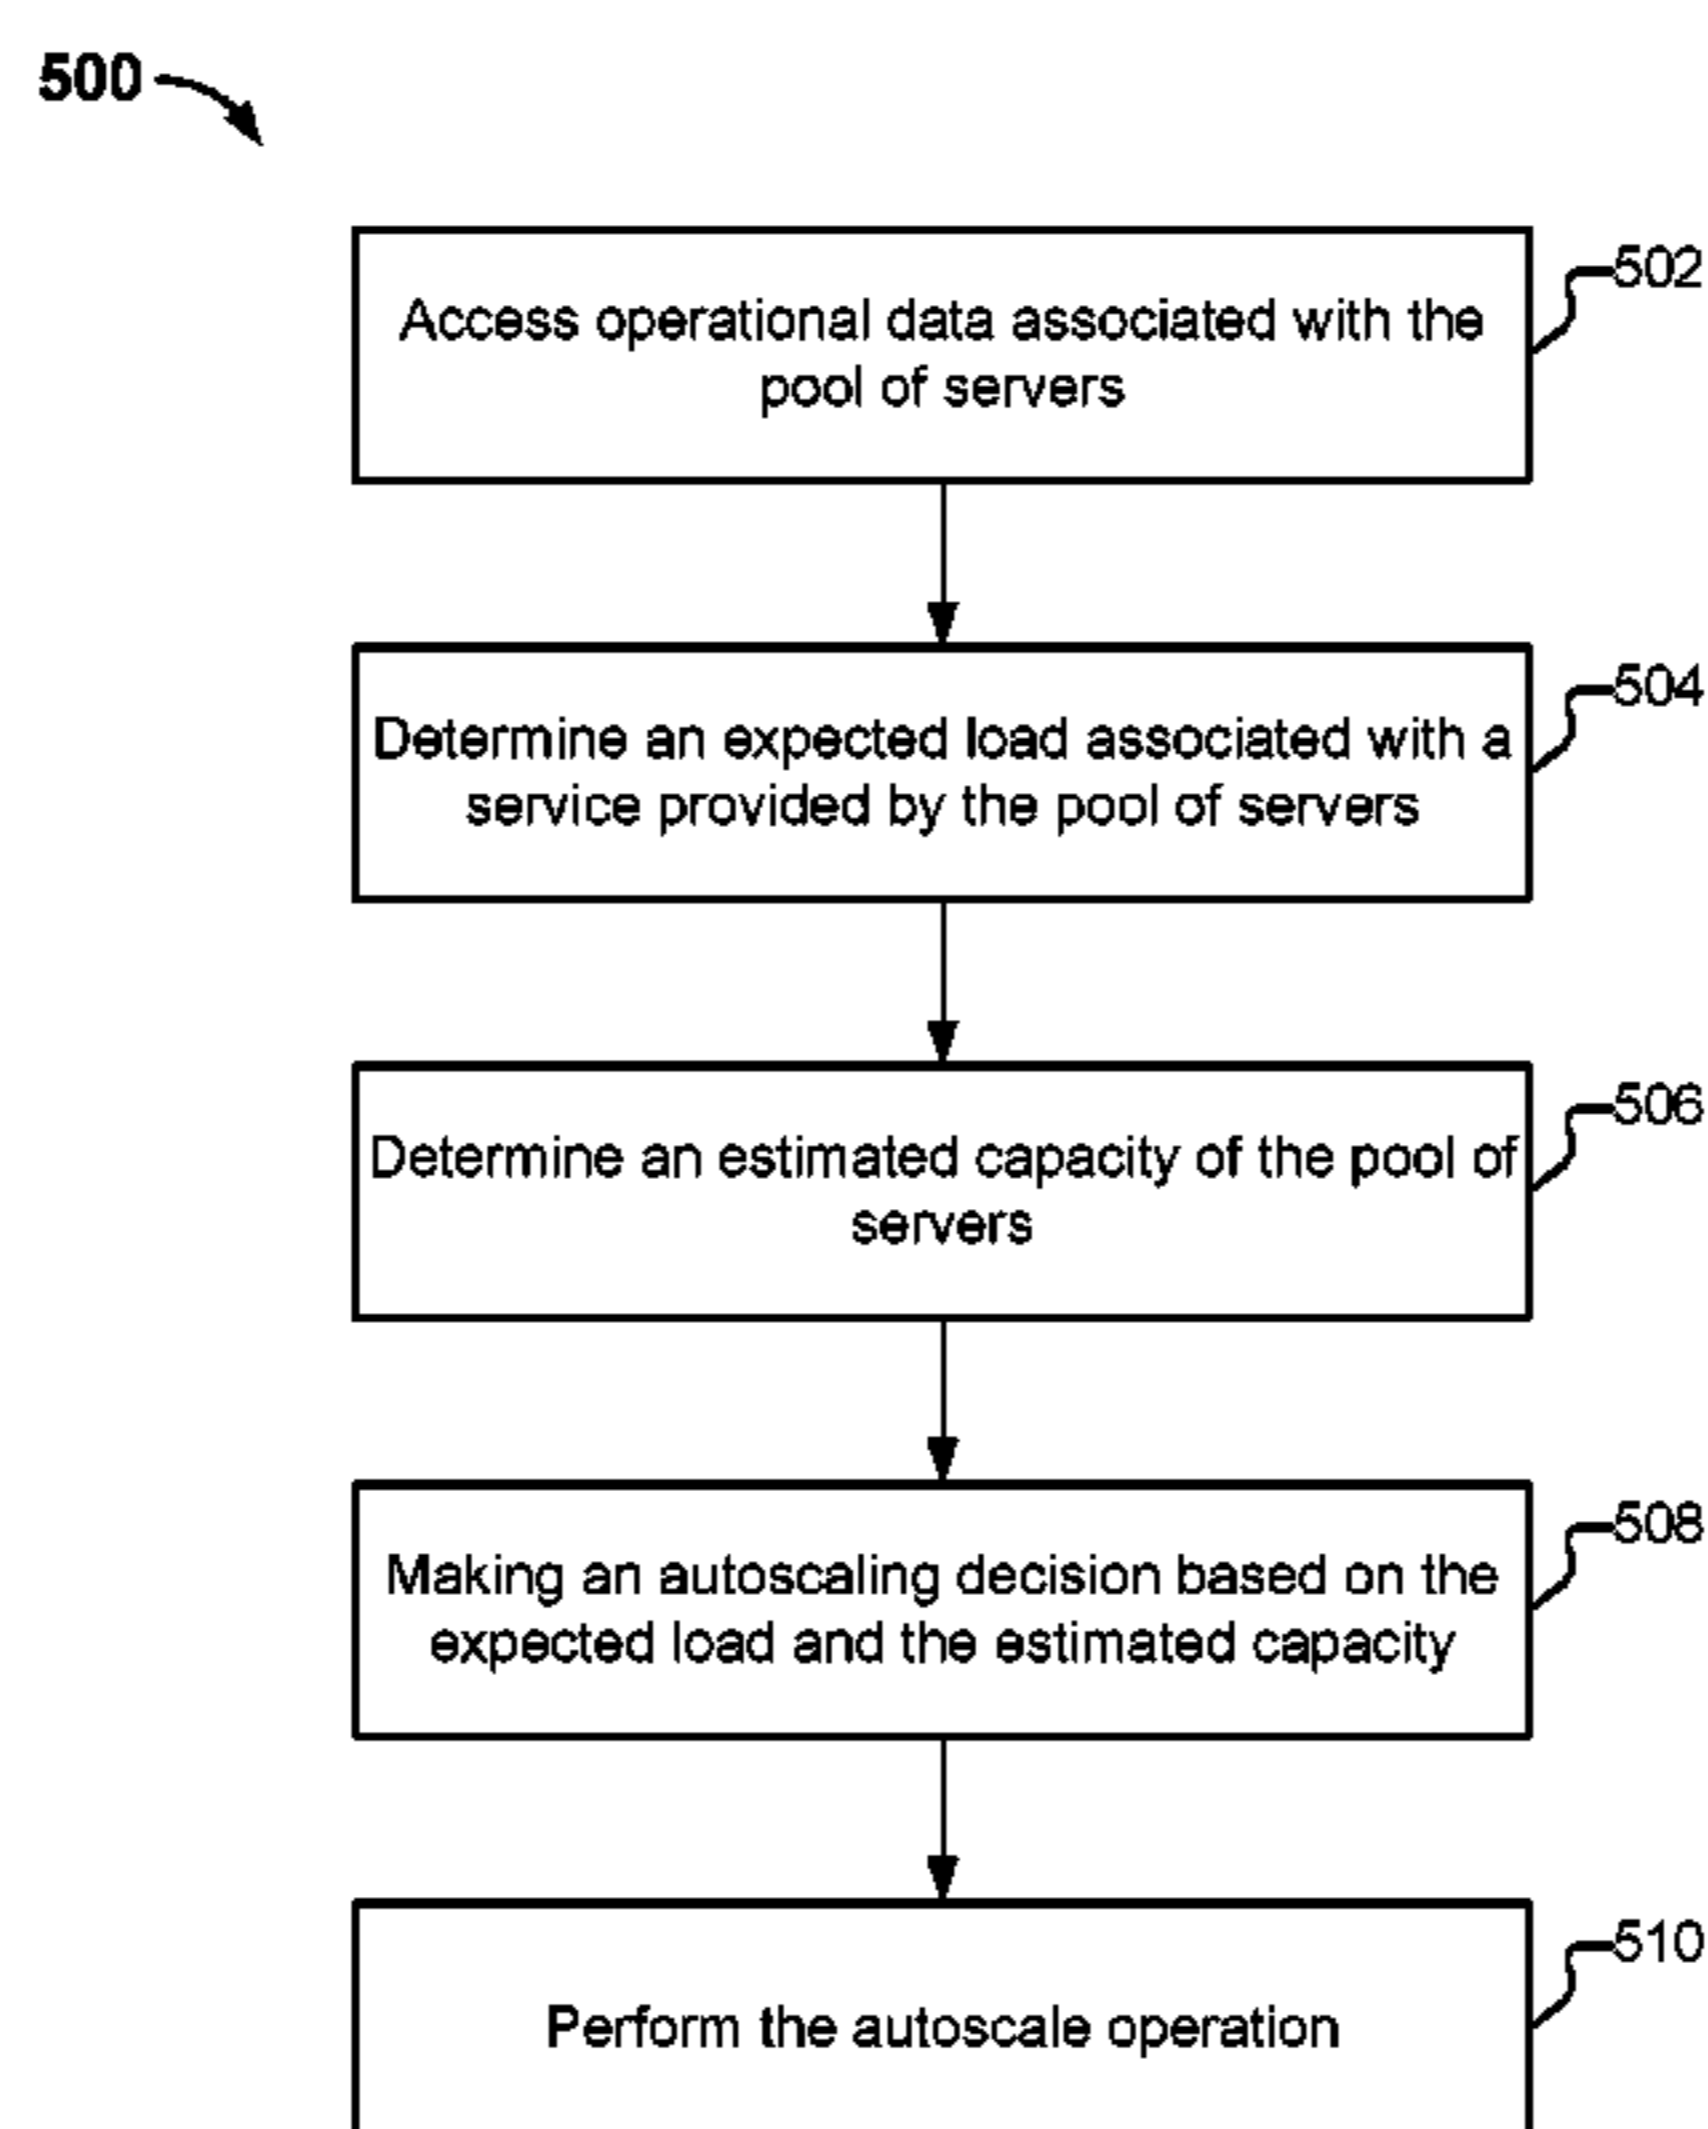 500
502
Access operational data associated with the
pool of servers
504
Determine an expected load associated with a
service provided by the pool of servers
506
Determine an estimated capacity of the pool of
servers
508
Making an autoscaling decision based on the
expected load and the estimated capacity
510
Perform the autoscale operation